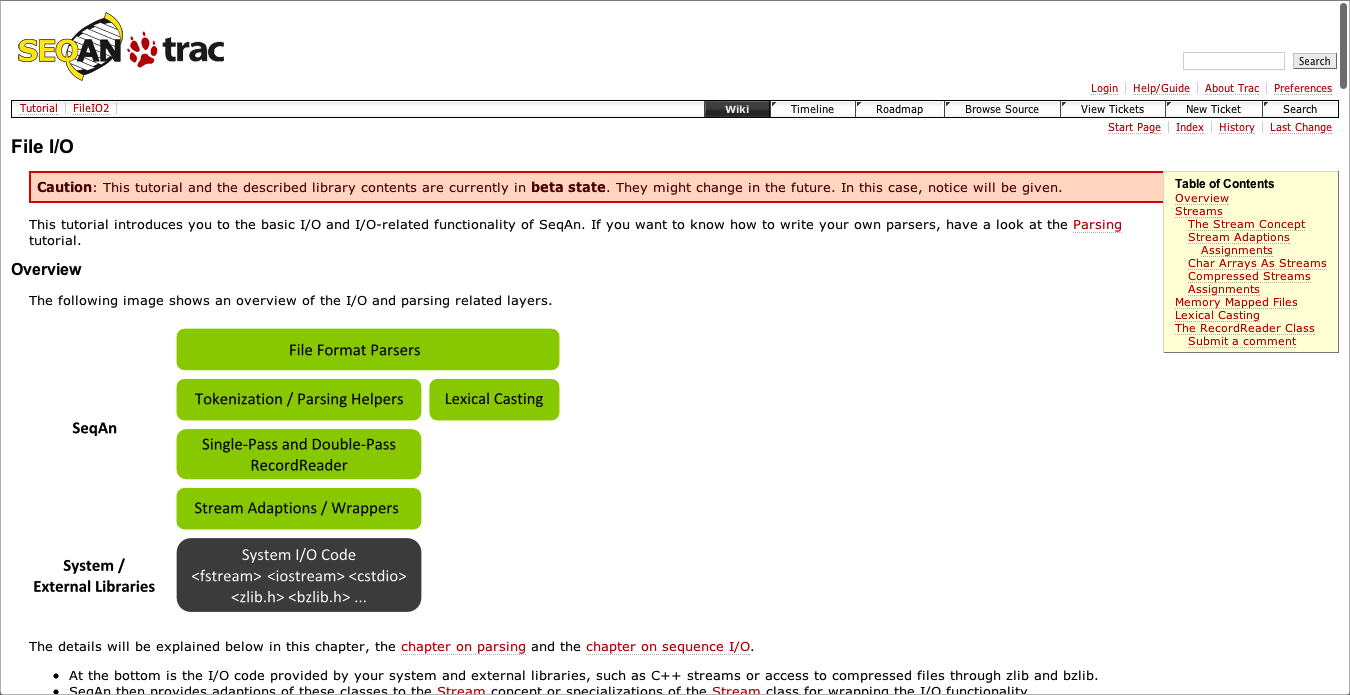 SEQAN trac
Search
Login Help/Guide About Trac Preferences
Tutorial FileIO2 Wiki Timeline Roadmap Browse Source View Tickets New Ticket Search
Start Page Index History Last Change
File I/O
Caution: This tutorial and the described library contents are currently in beta state. They might change in the future. In this case, notice will be given.
This tutorial introduces you to the basic I/O and I/O-related functionality of SeqAn. If you want to know how to write your own parsers, have a look at the Parsing
tutorial.
Table of Contents
Overview
Streams
The Stream Concept
Stream Adaptions
Assignments
Char Arrays As Streams
Compressed Streams
Assignments
Memory Mapped Files
Lexical Casting
The RecordReader Class
Submit a comment
Overview
The following image shows an overview of the I/O and parsing related layers.
File Format Parsers
Tokenization / Parsing Helpers Lexical Casting
SeqAn
Single-Pass and Double-Pass
RecordReader
Stream Adaptions / Wrappers
System /
External Libraries
System I/O Code
<fstream> <iostream> <cstdio>
<zlib.h> <bzlib.h> ...
The details will be explained below in this chapter, the chapter on parsing and the chapter on sequence I/O.
• At the bottom is the I/O code provided by your system and external libraries, such as C++ streams or access to compressed files through zlib and bzlib.
• SeqAn then provides adaptions of these classes to the Stream concept or specializations of the Stream class for wrapping the I/O functionality.